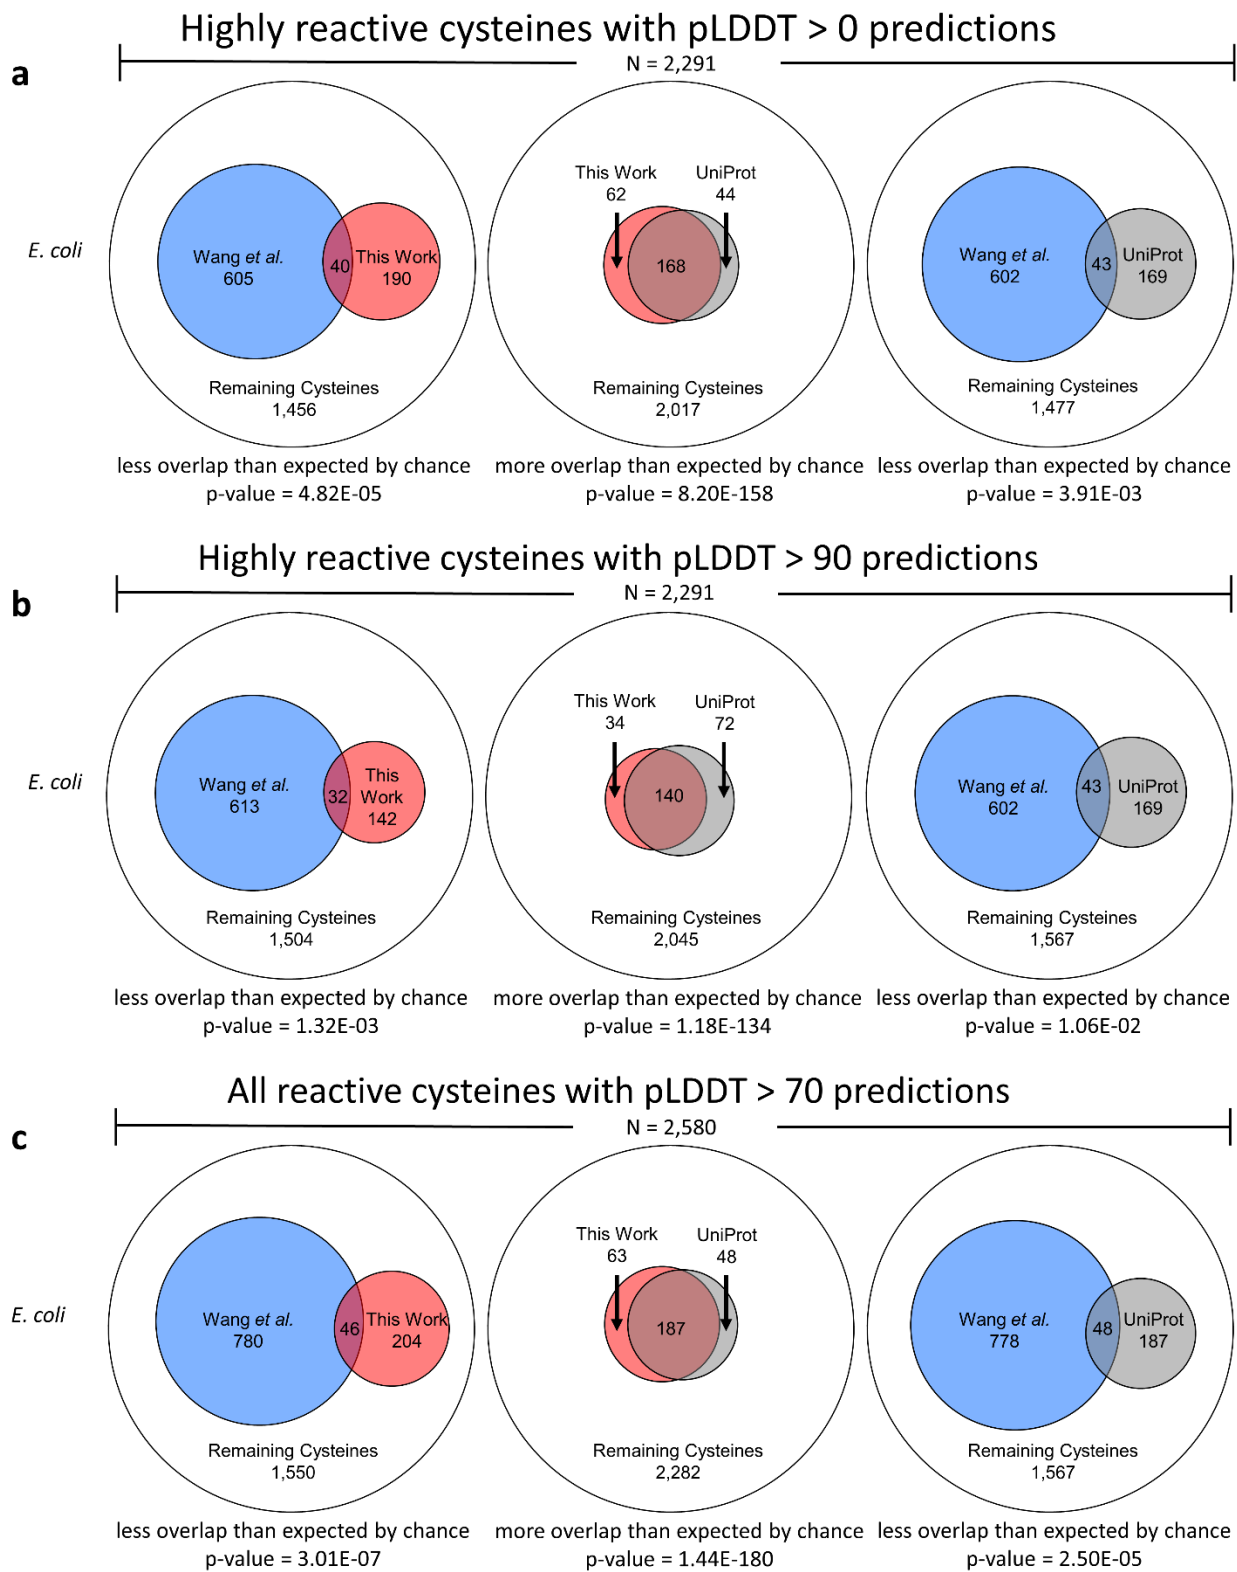 Highly reactive cysteines with pLDDT > 0 predictions
a
N = 2,291
E. coli
Wang et al.
605
40
This Work
190
Remaining Cysteines
1,456
less overlap than expected by chance
p-value = 4.82E-05
This Work
62
UniProt
44
168
Remaining Cysteines
2,017
more overlap than expected by chance
p-value = 8.20E-158
Wang et al.
602
43
UniProt
169
Remaining Cysteines
1,477
less overlap than expected by chance
p-value = 3.91E-03
Highly reactive cysteines with pLDDT > 90 predictions
b
N = 2,291
E. coli
Wang et al.
613
32
This
Work
142
Remaining Cysteines
1,504
less overlap than expected by chance
p-value = 1.32E-03
This Work
34
UniProt
72
140
Remaining Cysteines
2,045
more overlap than expected by chance
p-value = 1.18E-134
Wang et al.
602
43
UniProt
169
Remaining Cysteines
1,567
less overlap than expected by chance
p-value = 1.06E-02
All reactive cysteines with pLDDT > 70 predictions
c
N = 2,580
E. coli
Wang et al.
780
46
This Work
204
Remaining Cysteines
1,550
less overlap than expected by chance
p-value = 3.01E-07
This Work
63
UniProt
48
187
Remaining Cysteines
2,282
more overlap than expected by chance
p-value = 1.44E-180
Wang et al.
778
48
UniProt
187
Remaining Cysteines
1,567
less overlap than expected by chance
p-value = 2.50E-05